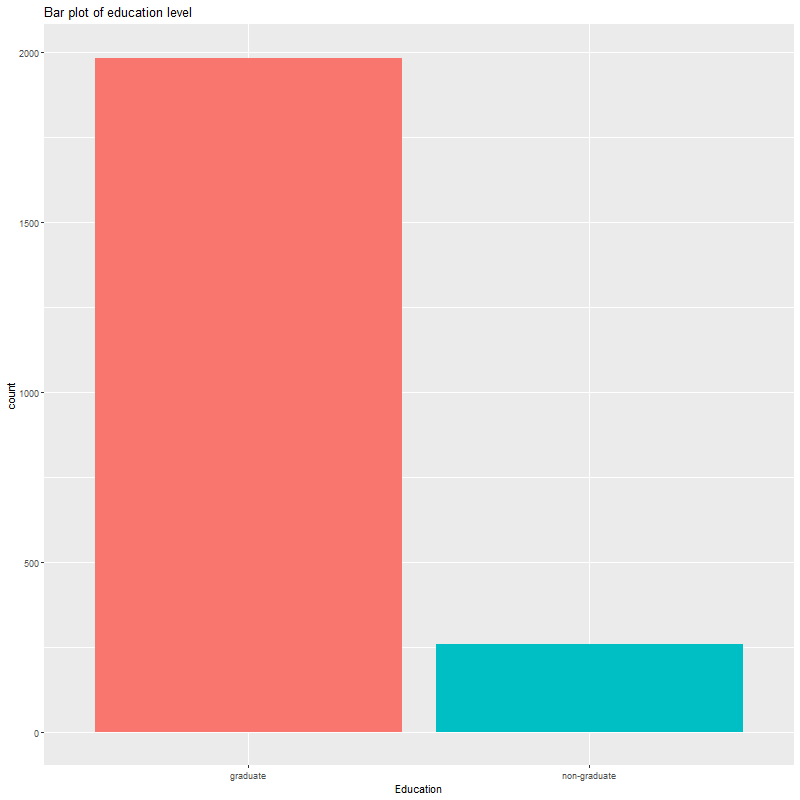 Bar plot of education level
2000
1500
1000
500
0
count
graduate
non-graduate
Education